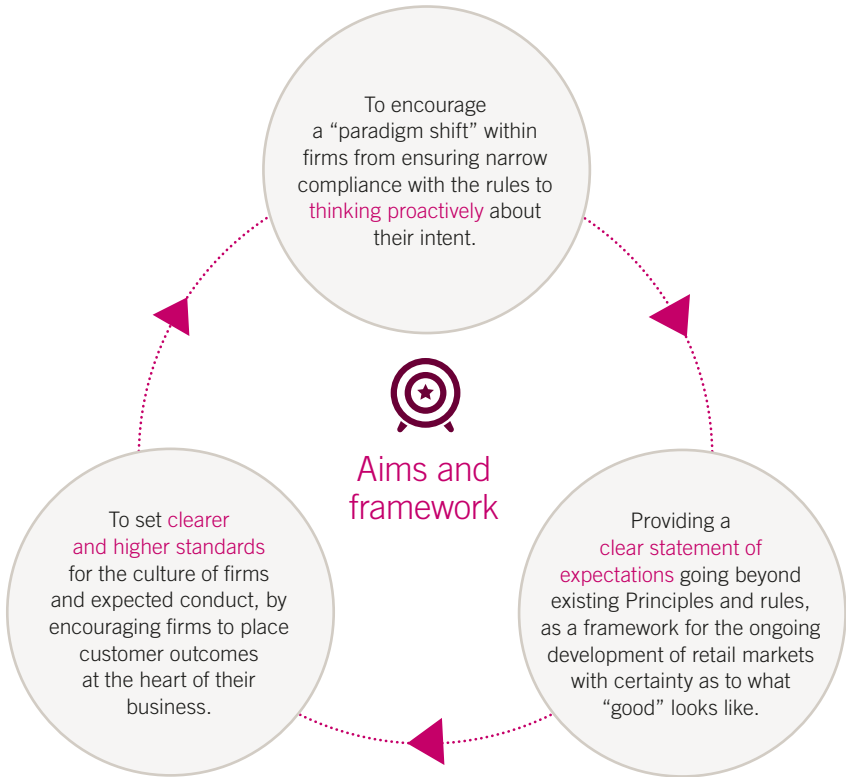 To encourage
a “paradigm shift” within
firms from ensuring narrow
compliance with the rules to
thinking proactively about
their intent.
Aims and
framework
To set clearer
and higher standards
for the culture of firms
and expected conduct, by
encouraging firms to place
customer outcomes
at the heart of their
business.
Providing a
clear statement of
expectations going beyond
existing Principles and rules,
as a framework for the ongoing
development of retail markets
with certainty as to what
“good” looks like.